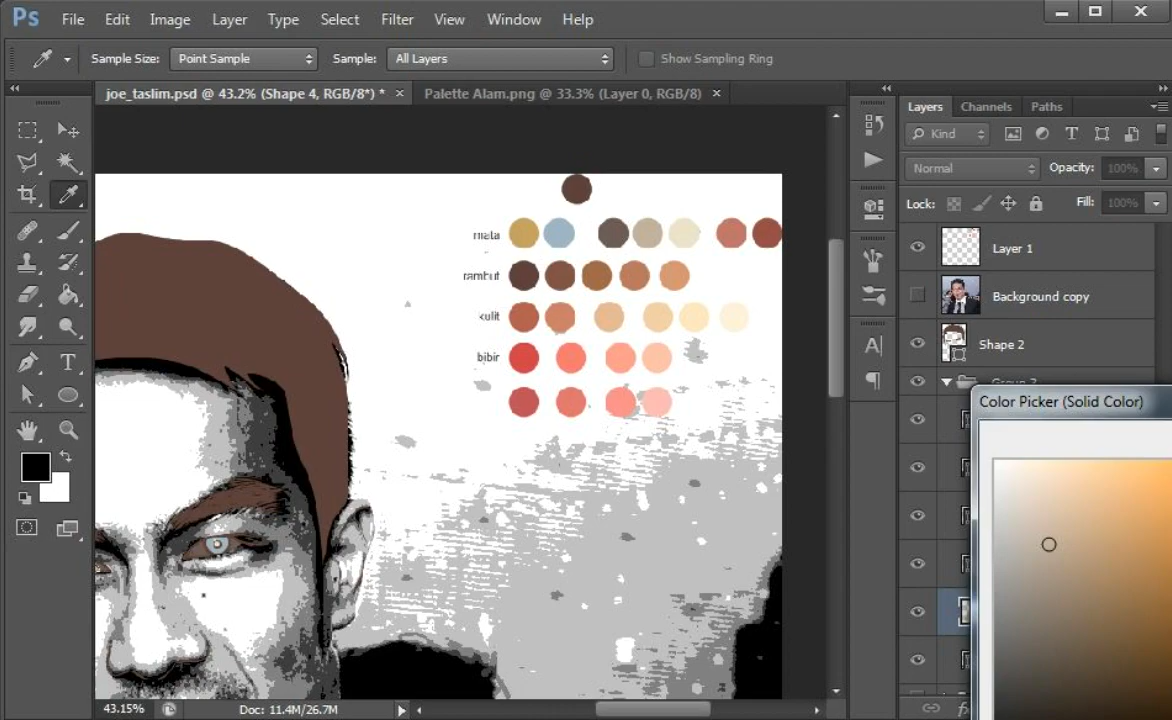 Ps File Edit Image Layer Type Select Filter View Window Help
Sample Size: Point Sample Sample: All Layers Show Sampling Ring
joe_taslim.psd @ 43.2% (Shape 4, RGB/8*) * × Palette Alam.png @ 33.3% (Layer 0, RGB/8) ×
Layers Channels Paths
Kind
Normal Opacity: 100%
Lock: Fill: 100%
mata
rambut
kulit
bibir
Layer 1
Background copy
Shape 2
Group 3
Color Picker (Solid Color)
43.15% Doc: 11.4M/26.7M